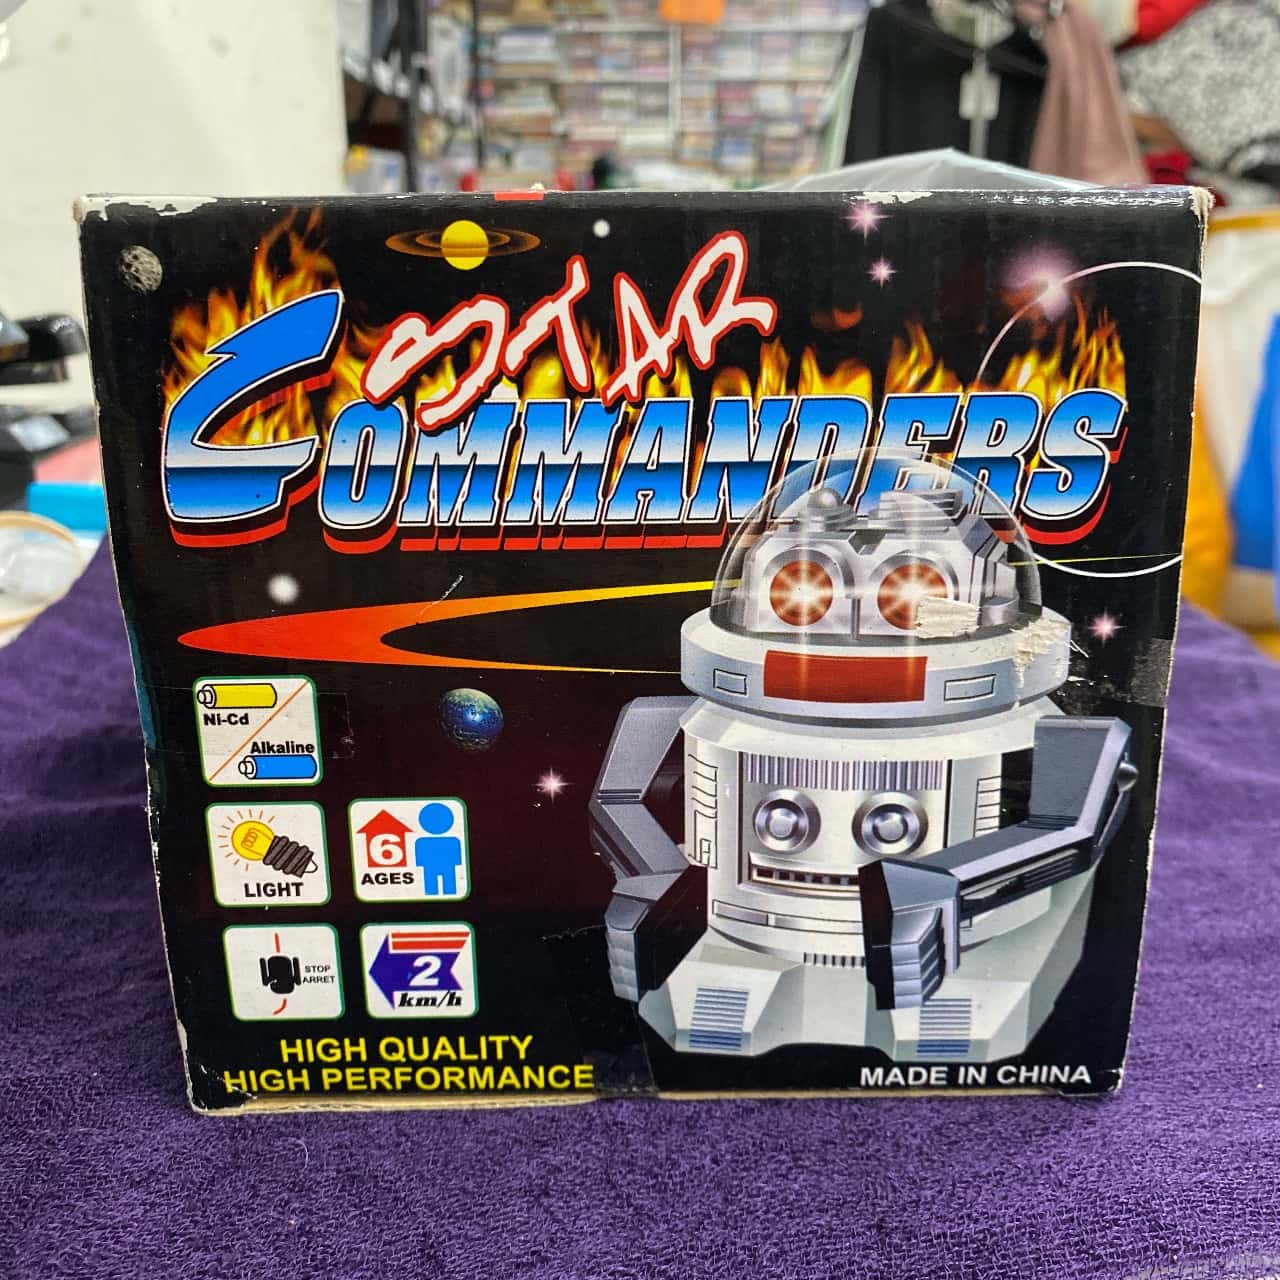 STAR
COMMANDERS
Ni-Cd
Alkaline
LIGHT
6
AGES
STOP
ARRET
2
km/h
HIGH QUALITY
HIGH PERFORMANCE
MADE IN CHINA